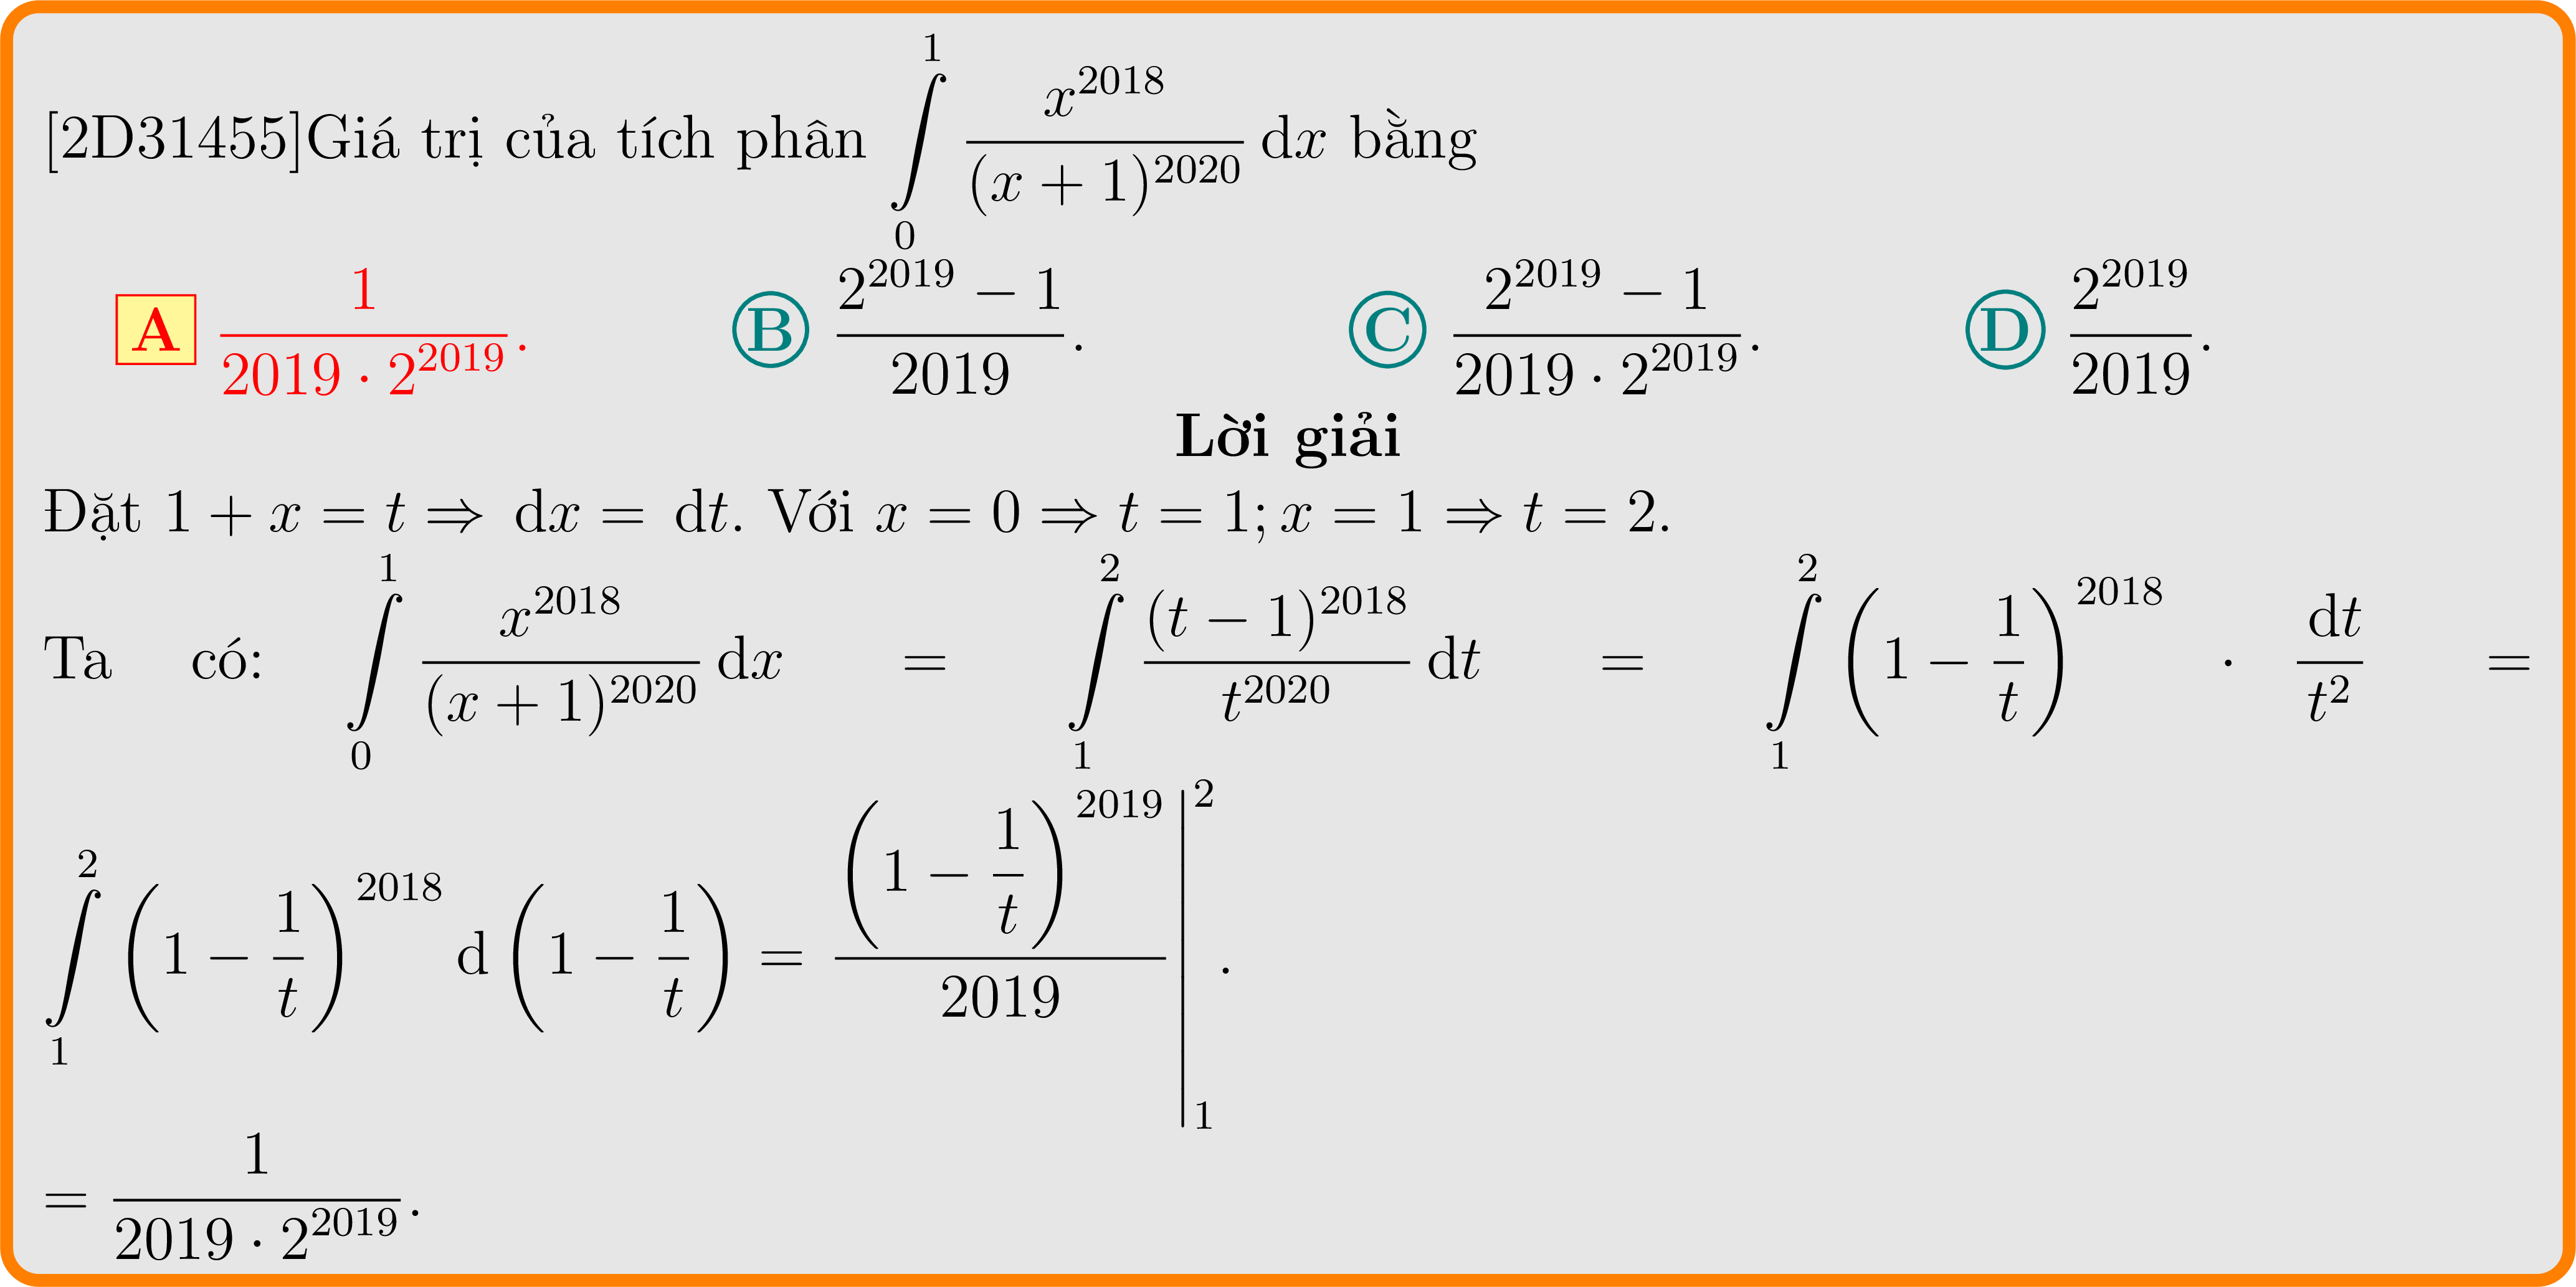 [2D31455]Giá trị của tích phân $\int\limits_0^1 \frac{x^{2018}}{(x+1)^{2020}} \, \mathrm{d}x$ bằng
A $\frac{1}{2019 \cdot 2^{2019}}$. B $\frac{2^{2019}-1}{2019}$. C $\frac{2^{2019}-1}{2019 \cdot 2^{2019}}$. D $\frac{2^{2019}}{2019}$.
Lời giải
Đặt $1 + x = t \Rightarrow \mathrm{d}x = \mathrm{d}t$. Với $x = 0 \Rightarrow t = 1; x = 1 \Rightarrow t = 2$.
Ta có: $\int\limits_0^1 \frac{x^{2018}}{(x+1)^{2020}} \, \mathrm{d}x = \int\limits_1^2 \frac{(t-1)^{2018}}{t^{2020}} \, \mathrm{d}t = \int\limits_1^2 \left(1 - \frac{1}{t}\right)^{2018} \cdot \frac{\mathrm{d}t}{t^2} =$
$\int\limits_1^2 \left(1 - \frac{1}{t}\right)^{2018} \mathrm{d}\left(1 - \frac{1}{t}\right) = \left.\frac{\left(1 - \frac{1}{t}\right)^{2019}}{2019}\right|_1^2$.
$= \frac{1}{2019 \cdot 2^{2019}}$.